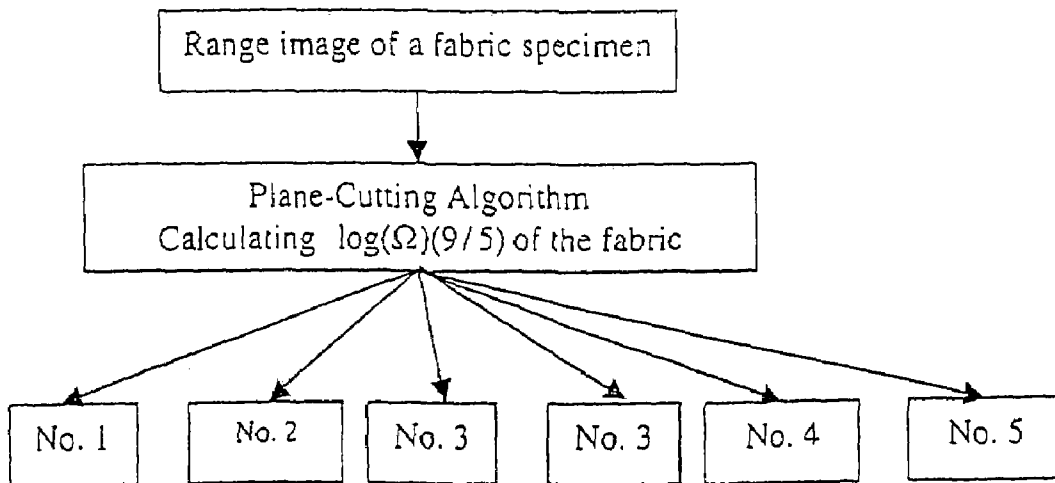 Range image of a fabric specimen
Plane-Cutting Algorithm
Calculating log(Ω)(9/5) of the fabric
No. 1
No. 2
No. 3
No. 3
No. 4
No. 5